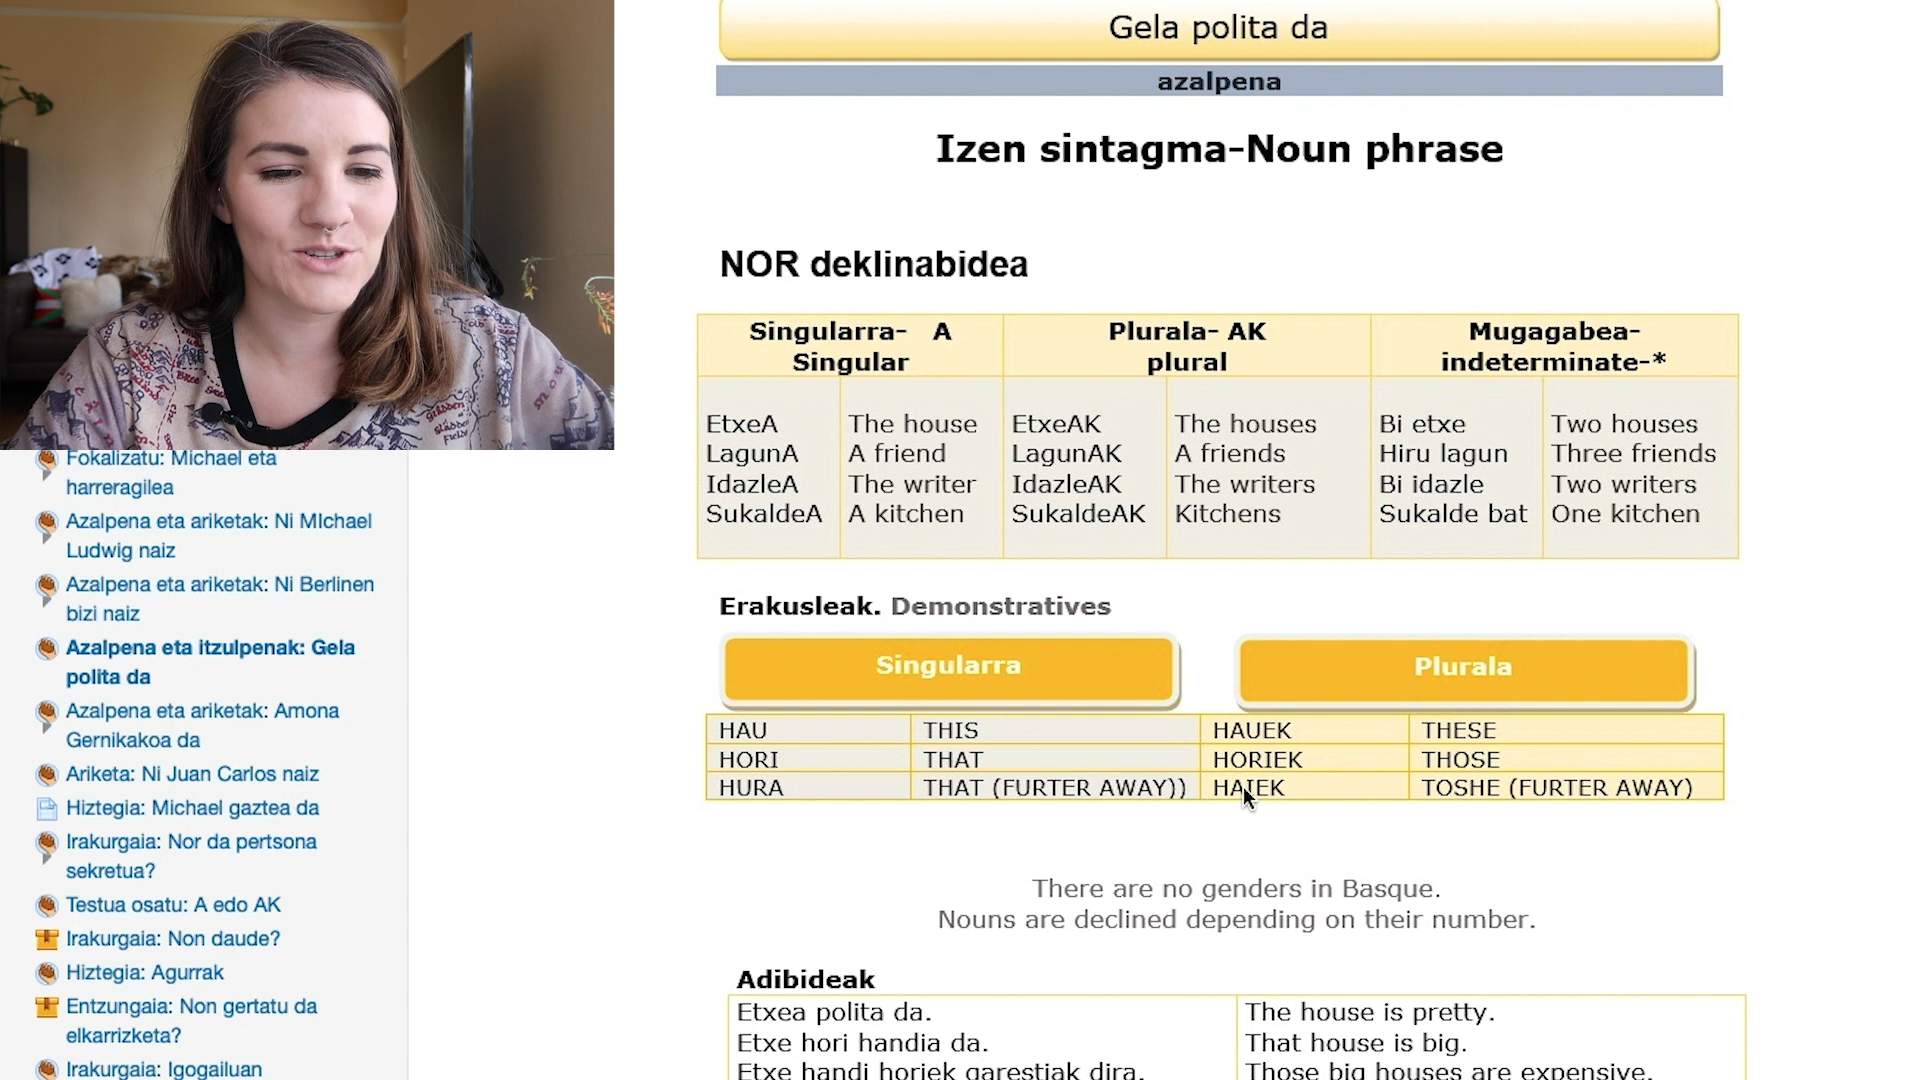 Gela polita da
azalpena
Izen sintagma-Noun phrase
NOR deklinabidea
Singularra- A
Singular
Plurala- AK
plural
Mugagabea-
indeterminate-*
EtxeA
LagunA
IdazleA
SukaldeA
The house
A friend
The writer
A kitchen
EtxeAK
LagunAK
IdazleAK
SukaldeAK
The houses
A friends
The writers
Kitchens
Bi etxe
Hiru lagun
Bi idazle
Sukalde bat
Two houses
Three friends
Two writers
One kitchen
Erakusleak. Demonstratives
Singularra
Plurala
HAU THIS HAUEK THESE
HORI THAT HORIEK THOSE
HURA THAT (FURTER AWAY)) HAIEK TOSHE (FURTER AWAY)
There are no genders in Basque.
Nouns are declined depending on their number.
Adibideak
Etxea polita da. The house is pretty.
Etxe hori handia da. That house is big.
Etxe handi horiek garestiak dira. Those big houses are expensive.
Fokalizatu: Michael eta
harreragilea
Azalpena eta ariketak: Ni MIchael
Ludwig naiz
Azalpena eta ariketak: Ni Berlinen
bizi naiz
Azalpena eta itzulpenak: Gela
polita da
Azalpena eta ariketak: Amona
Gernikakoa da
Ariketa: Ni Juan Carlos naiz
Hiztegia: Michael gaztea da
Irakurgaia: Nor da pertsona
sekretua?
Testua osatu: A edo AK
Irakurgaia: Non daude?
Hiztegia: Agurrak
Entzungaia: Non gertatu da
elkarrizketa?
Irakurgaia: Igogailuan